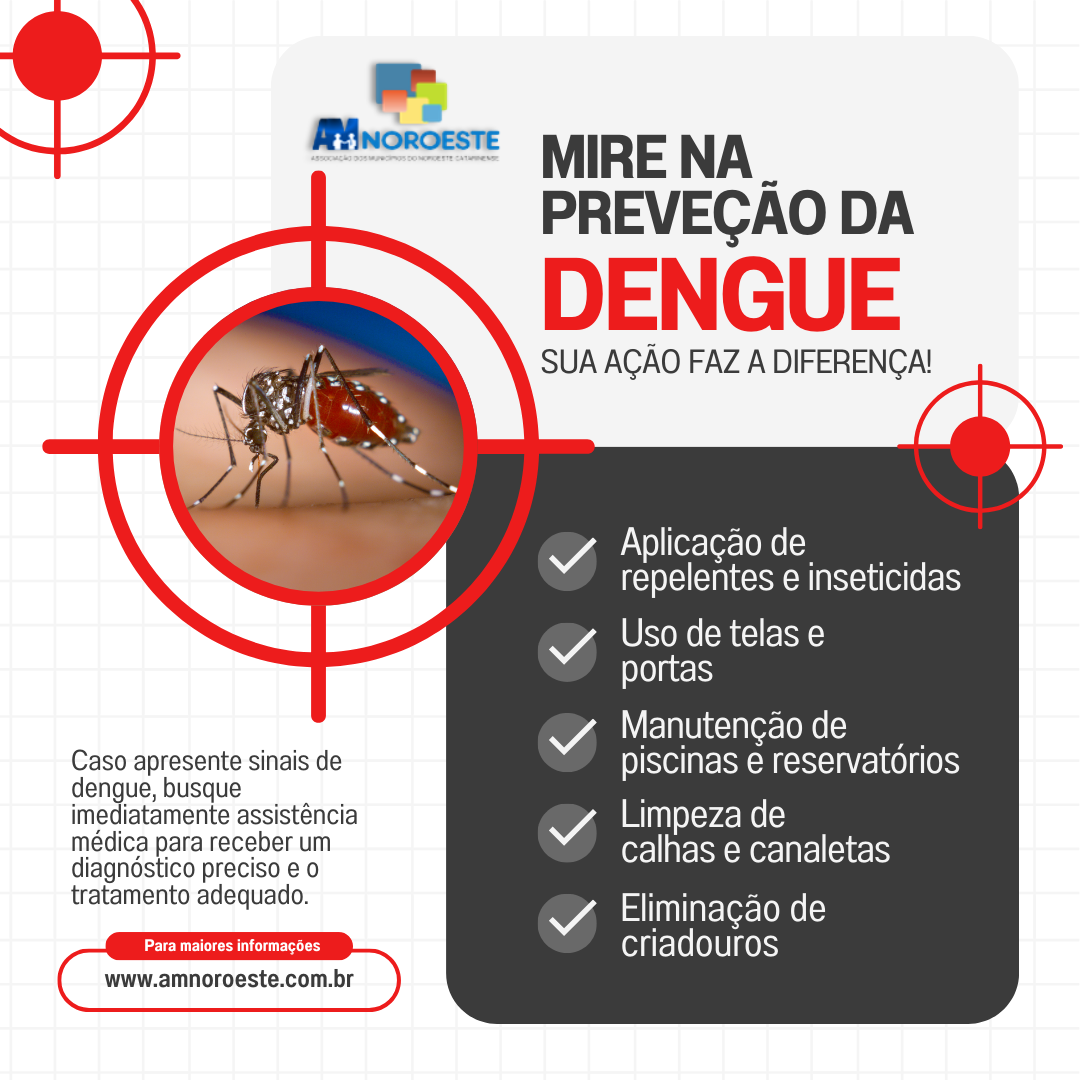 AMNOROESTE
ASSOCIAÇÃO DOS MUNICÍPIOS DO NOROESTE CATARINENSE
MIRE NA
PREVEÇÃO DA
DENGUE
SUA AÇÃO FAZ A DIFERENÇA!
Aplicação de
repelentes e inseticidas
Uso de telas e
portas
Manutenção de
piscinas e reservatórios
Limpeza de
calhas e canaletas
Eliminação de
criadouros
Caso apresente sinais de
dengue, busque
imediatamente assistência
médica para receber um
diagnóstico preciso e o
tratamento adequado.
Para maiores informações
www.amnoroeste.com.br